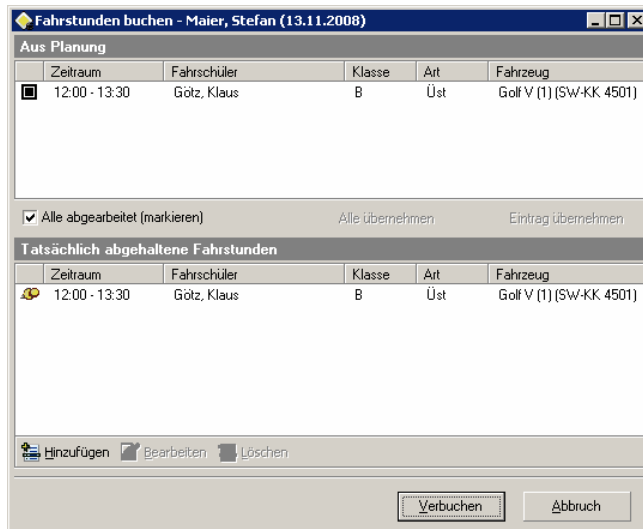 Fahrstunden buchen - Maier, Stefan (13.11.2008)
Aus Planung
Zeitraum Fahrschüler Klasse Art Fahrzeug
12:00 - 13:30 Götz, Klaus B Üst Golf V (1) (SW-KK 4501)
Alle abgearbeitet (markieren) Alle übernehmen Eintrag übernehmen
Tatsächlich abgehaltene Fahrstunden
Zeitraum Fahrschüler Klasse Art Fahrzeug
12:00 - 13:30 Götz, Klaus B Üst Golf V (1) (SW-KK 4501)
Hinzufügen Bearbeiten Löschen
Verbuchen Abbruch